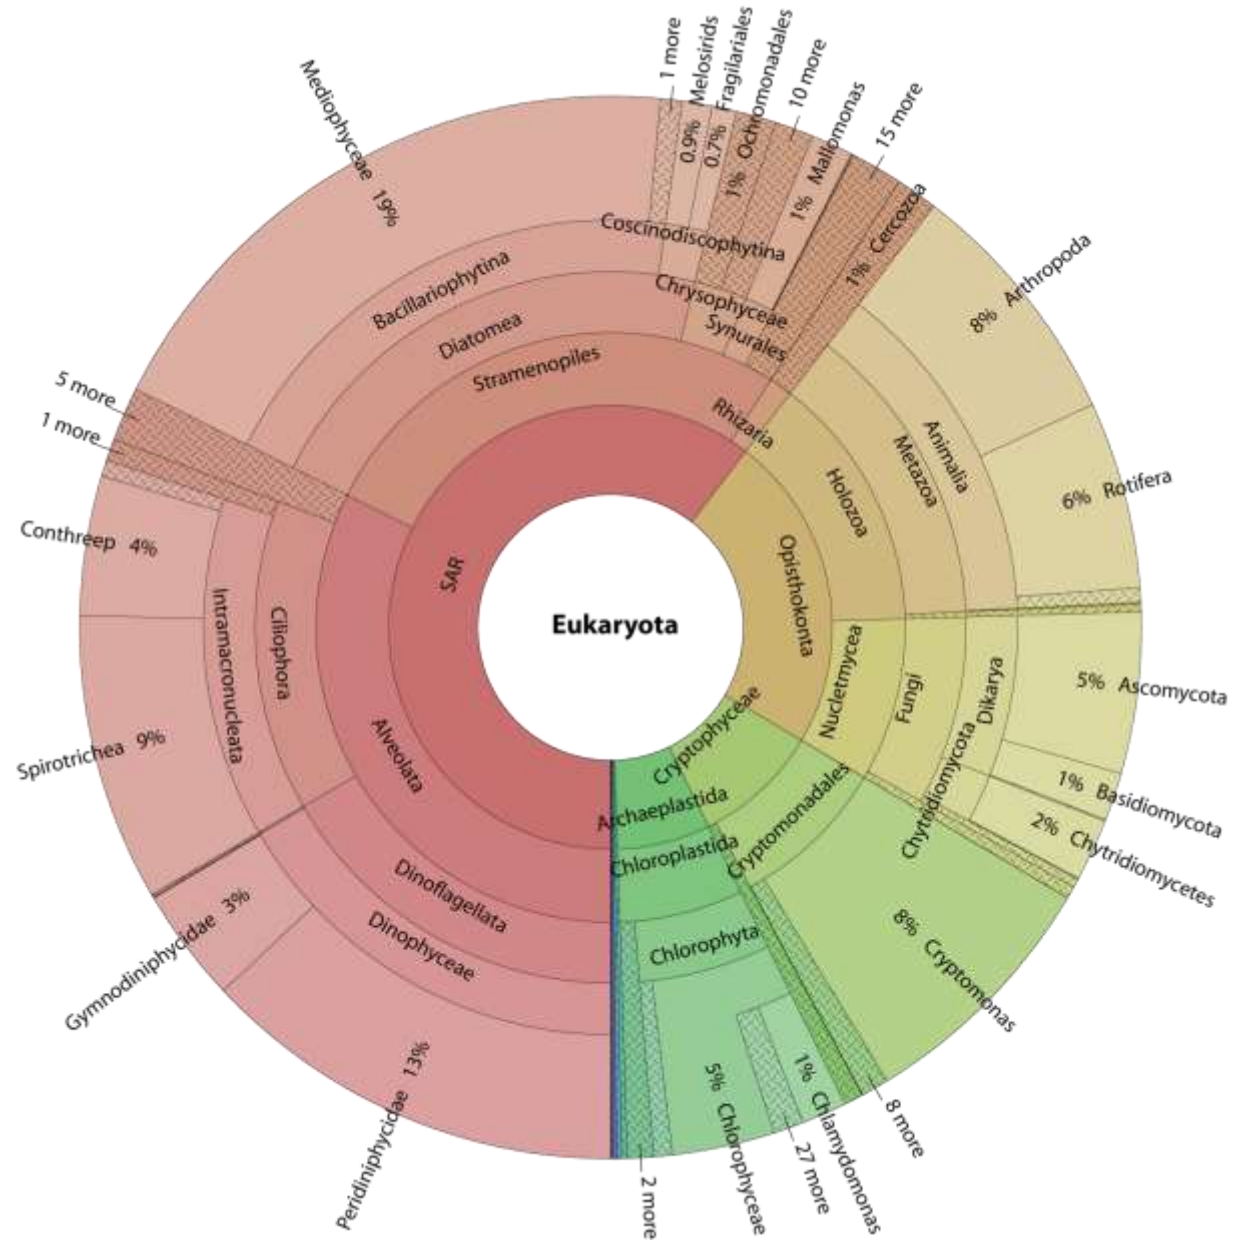 Eukaryota
SAR
Opisthokonta
Cryptophyceae
Archaeplastida
Stramenopiles
Rhizaria
Alveolata
Holozoa
Nucletmycea
Cryptomonadales
Chloroplastida
Diatomea
Chrysophyceae
Synurales
Metazoa
Animalia
Fungi
Dikarya
Chytridiomycota
Chlorophyta
Dinoflagellata
Dinophyceae
Ciliophora
Intramacronucleata
Bacillariophytina
Coscinodiscophytina
Mediophyceae 19%
1 more
0.9% Melosirids
0.7% Fragilariales
1% Ochromonadales
10 more
1% Mallomonas
15 more
1% Cercozoa
8% Arthropoda
6% Rotifera
5% Ascomycota
1% Basidiomycota
2% Chytridiomycetes
8% Cryptomonas
8 more
1% Chlamydomonas
27 more
5% Chlorophyceae
2 more
Peridiniphycidae 13%
Gymnodiniphycidae 3%
Spirotrichea 9%
Conthreep 4%
1 more
5 more